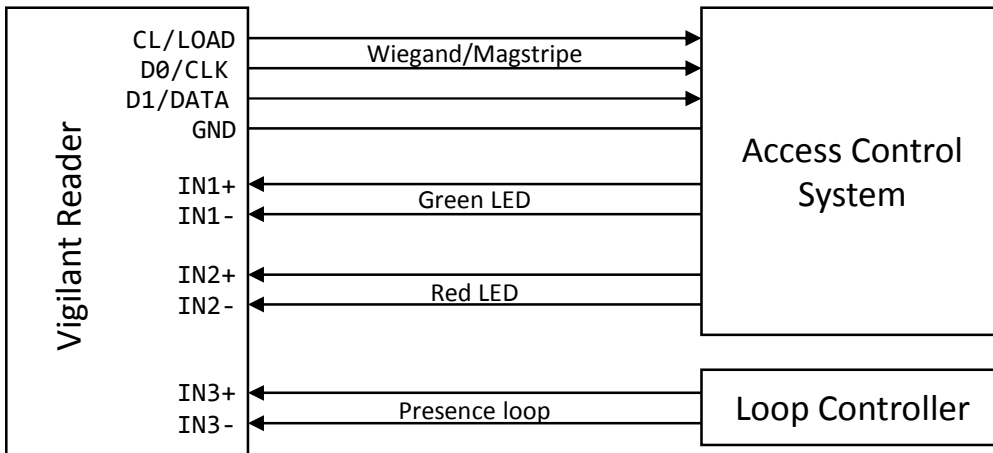 Vigilant Reader
CL/LOAD
D0/CLK
D1/DATA
GND
IN1+
IN1-
IN2+
IN2-
IN3+
IN3-
Wiegand/Magstripe
Green LED
Red LED
Presence loop
Access Control
System
Loop Controller